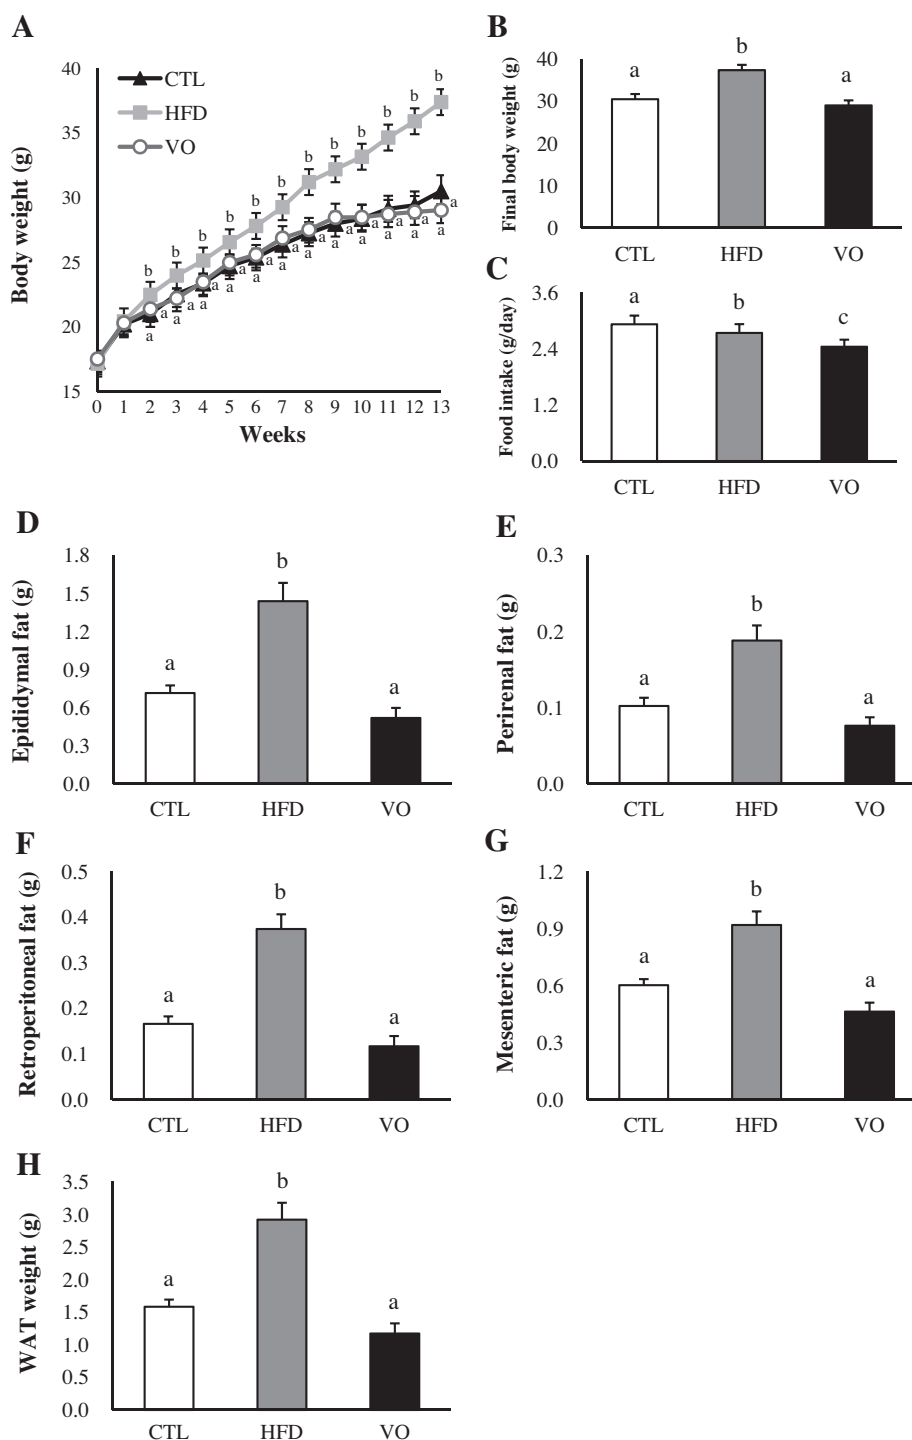 A
40
35
30
25
20
15
Body weight (g)
CTL
HFD
VO
b b b b b b b b b b b b
a a a a a a a a a a a a
a a a a a a a a a a a a
0 1 2 3 4 5 6 7 8 9 10 11 12 13
Weeks
B
Final body weight (g)
40
30
20
10
0
a b a
CTL HFD VO
C
Food intake (g/day)
3.6
2.4
1.2
0.0
a b c
CTL HFD VO
D
Epididymal fat (g)
1.8
1.5
1.2
0.9
0.6
0.3
0.0
a b a
CTL HFD VO
E
Perirenal fat (g)
0.3
0.2
0.1
0.0
a b a
CTL HFD VO
F
Retroperitoneal fat (g)
0.5
0.4
0.3
0.2
0.1
0.0
a b a
CTL HFD VO
G
Mesenteric fat (g)
1.2
0.9
0.6
0.3
0.0
a b a
CTL HFD VO
H
WAT weight (g)
3.5
3.0
2.5
2.0
1.5
1.0
0.5
0.0
a b a
CTL HFD VO